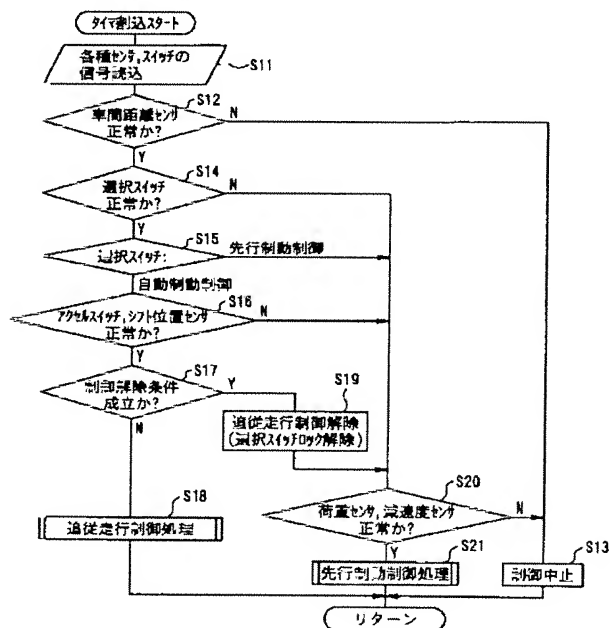 タイマ割込スタート
各種センサ,スイッチの
信号読込
S11
S12
車間距離センサ
正常か?
N
Y
S14
選択スイッチ
正常か?
N
Y
S15
選択スイッチ:
先行制動制御
自動制動制御
S16
アクセルスイッチ,シフト位置センサ
正常か?
N
Y
S17
制御解除条件
成立か?
Y
N
S19
追従走行制御解除
(選択スイッチロック解除)
S18
追従走行制御処理
S20
荷重センサ,減速度センサ
正常か?
N
Y
S21
先行制動制御処理
S13
制御中止
リターン